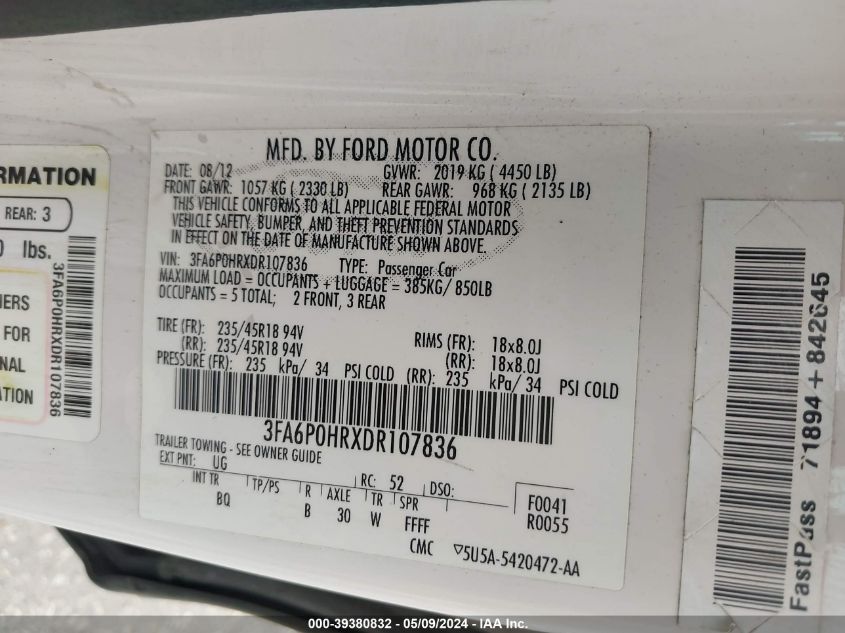 MFD. BY FORD MOTOR CO.
DATE: 08/12 GVWR: 2019 KG ( 4450 LB)
FRONT GAWR: 1057 KG ( 2330 LB) REAR GAWR: 968 KG ( 2135 LB)
THIS VEHICLE CONFORMS TO ALL APPLICABLE FEDERAL MOTOR
VEHICLE SAFETY, BUMPER, AND THEFT PREVENTION STANDARDS
IN EFFECT ON THE DATE OF MANUFACTURE SHOWN ABOVE.
VIN: 3FA6P0HRXDR107836 TYPE: Passenger Car
MAXIMUM LOAD = OCCUPANTS + LUGGAGE = 385KG/ 850LB
OCCUPANTS = 5 TOTAL; 2 FRONT, 3 REAR
TIRE (FR): 235/45R18 94V RIMS (FR): 18x8.0J
(RR): 235/45R18 94V (RR): 18x8.0J
PRESSURE (FR): 235 kPa/ 34 PSI COLD (RR): 235 kPa/ 34 PSI COLD
3FA6P0HRXDR107836
TRAILER TOWING - SEE OWNER GUIDE
EXT PNT: UG RC: 52 DSO:
INT TR TP/PS R AXLE TR SPR
BQ B 30 W FFFF
F0041
R0055
CMC ▽5U5A-5420472-AA
ORMATION
REAR: 3
0 lbs.
NERS
FOR
NAL
ATION
3FA6P0HRXDR107836
FastPass 71894 + 842645
000-39380832 - 05/09/2024 - IAA Inc.